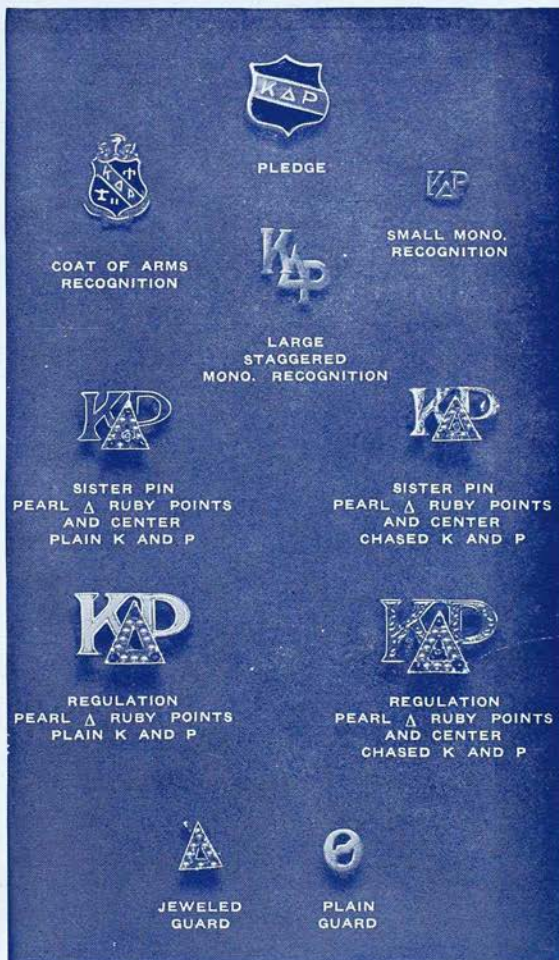 ΚΔΡ
PLEDGE
ΚΔΡ
COAT OF ARMS
RECOGNITION
ΚΔΡ
SMALL MONO.
RECOGNITION
ΚΔΡ
LARGE
STAGGERED
MONO. RECOGNITION
ΚΔΡ
SISTER PIN
PEARL Δ RUBY POINTS
AND CENTER
PLAIN K AND P
ΚΔΡ
SISTER PIN
PEARL Δ RUBY POINTS
AND CENTER
CHASED K AND P
ΚΔΡ
REGULATION
PEARL Δ RUBY POINTS
PLAIN K AND P
ΚΔΡ
REGULATION
PEARL Δ RUBY POINTS
AND CENTER
CHASED K AND P
Δ
JEWELED
GUARD
Θ
PLAIN
GUARD